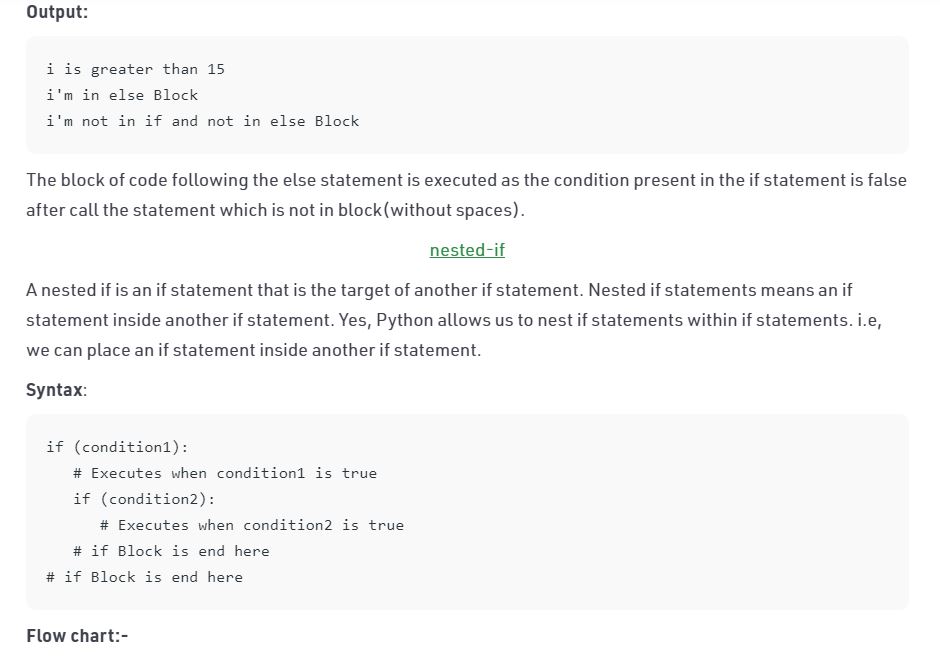 Output:
i is greater than 15
i'm in else Block
i'm not in if and not in else Block
The block of code following the else statement is executed as the condition present in the if statement is false
after call the statement which is not in block(without spaces).
nested-if
A nested if is an if statement that is the target of another if statement. Nested if statements means an if
statement inside another if statement. Yes, Python allows us to nest if statements within if statements. i.e,
we can place an if statement inside another if statement.
Syntax:
if (condition1):
   # Executes when condition1 is true
   if (condition2):
      # Executes when condition2 is true
   # if Block is end here
# if Block is end here
Flow chart:-